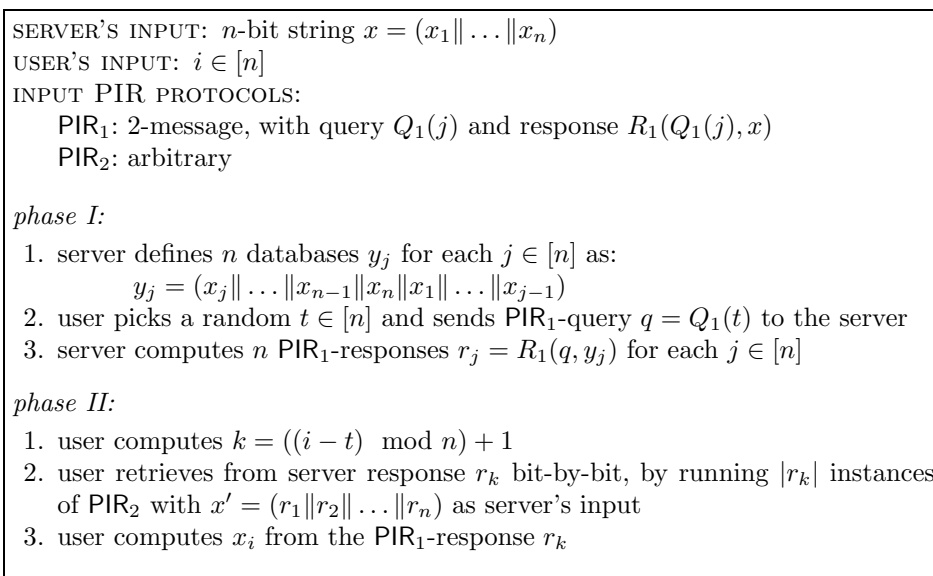 SERVER'S INPUT: n-bit string x = (x₁‖ … ‖xₙ)
USER'S INPUT: i ∈ [n]
INPUT PIR PROTOCOLS:
PIR₁: 2-message, with query Q₁(j) and response R₁(Q₁(j), x)
PIR₂: arbitrary
phase I:
1. server defines n databases yⱼ for each j ∈ [n] as:
yⱼ = (xⱼ‖ … ‖xₙ₋₁‖xₙ‖x₁‖ … ‖xⱼ₋₁)
2. user picks a random t ∈ [n] and sends PIR₁-query q = Q₁(t) to the server
3. server computes n PIR₁-responses rⱼ = R₁(q, yⱼ) for each j ∈ [n]
phase II:
1. user computes k = ((i − t) mod n) + 1
2. user retrieves from server response rₖ bit-by-bit, by running |rₖ| instances
of PIR₂ with x′ = (r₁‖r₂‖ … ‖rₙ) as server's input
3. user computes xᵢ from the PIR₁-response rₖ